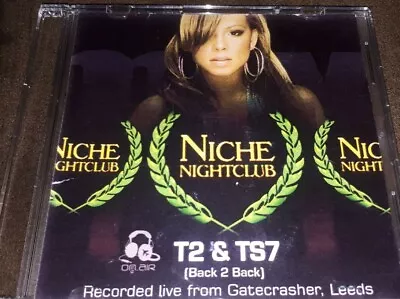 NICHE
NIGHTCLUB
NICHE
NIGHTCLUB
NIC
NIGHT
on air
T2 & TS7
(Back 2 Back)
Recorded live from Gatecrasher, Leeds